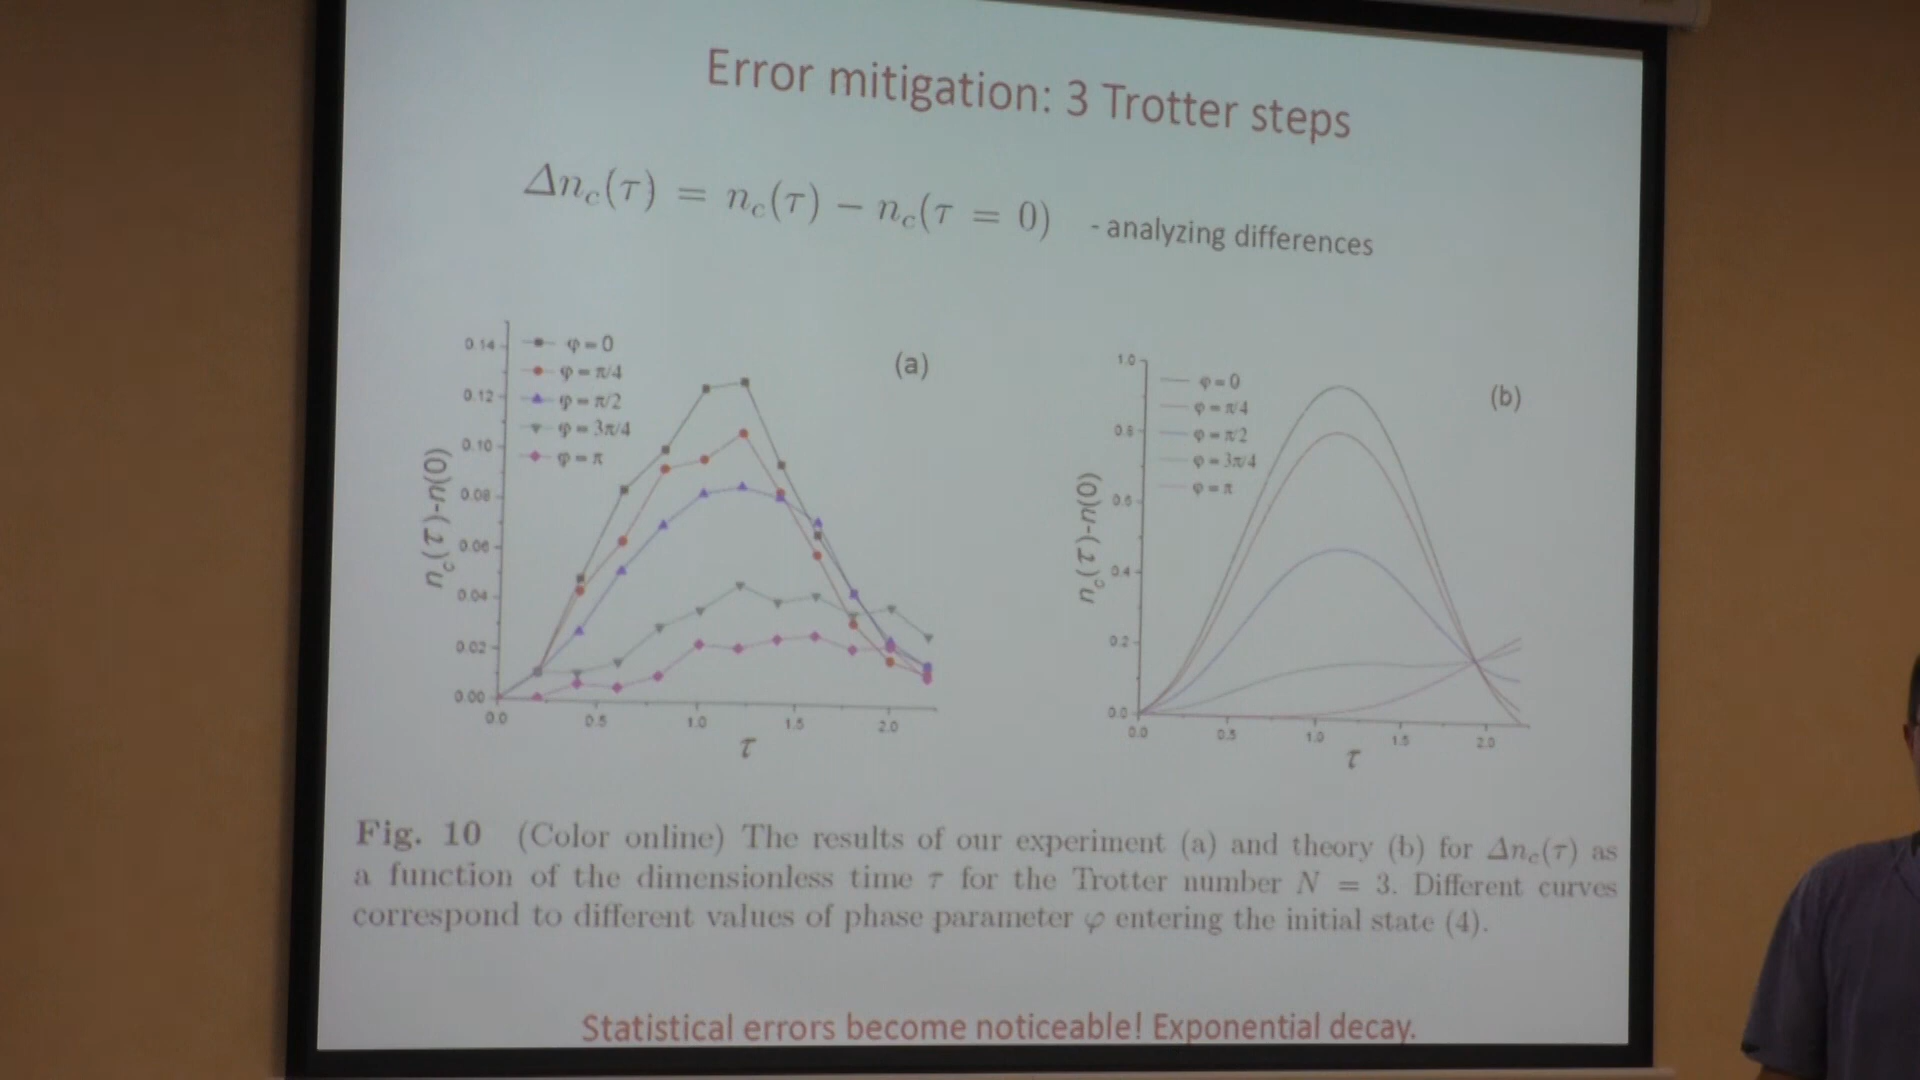 Error mitigation: 3 Trotter steps
Δn_c(τ) = n_c(τ) − n_c(τ = 0) - analyzing differences
(a)
0.14
0.12
0.10
0.08
0.06
0.04
0.02
0.00
n_c(τ)-n(0)
φ = 0
φ = π/4
φ = π/2
φ = 3π/4
φ = π
0.0 0.5 1.0 1.5 2.0
τ
(b)
1.0
0.8
0.6
0.4
0.2
0.0
n_c(τ)-n(0)
φ = 0
φ = π/4
φ = π/2
φ = 3π/4
φ = π
0.0 0.5 1.0 1.5 2.0
τ
Fig. 10 (Color online) The results of our experiment (a) and theory (b) for Δn_c(τ) as
a function of the dimensionless time τ for the Trotter number N = 3. Different curves
correspond to different values of phase parameter φ entering the initial state (4).
Statistical errors become noticeable! Exponential decay.